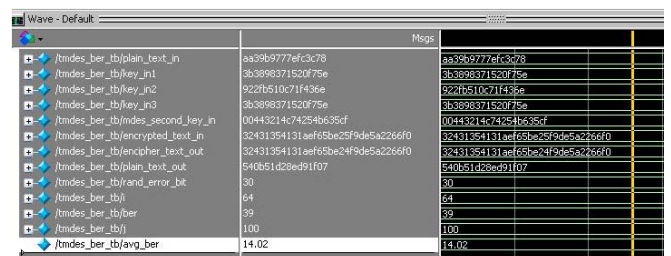 Wave - Default
Msgs
/tmdes_ber_tb/plain_text_in aa39b9777efc3c78 aa39b9777efc3c78
/tmdes_ber_tb/key_in1 3b3898371520f75e 3b3898371520f75e
/tmdes_ber_tb/key_in2 922fb510c71f436e 922fb510c71f436e
/tmdes_ber_tb/key_in3 3b3898371520f75e 3b3898371520f75e
/tmdes_ber_tb/mdes_second_key_in 00443214c74254b635cf 00443214c74254b635cf
/tmdes_ber_tb/encrypted_text_in 32431354131aef65be25f9de5a2266f0 32431354131aef65be25f9de5a2266f0
/tmdes_ber_tb/encipher_text_out 32431354131aef65be24f9de5a2266f0 32431354131aef65be24f9de5a2266f0
/tmdes_ber_tb/plain_text_out 540b51d28ed91f07 540b51d28ed91f07
/tmdes_ber_tb/rand_error_bit 30 30
/tmdes_ber_tb/i 64 64
/tmdes_ber_tb/ber 39 39
/tmdes_ber_tb/j 100 100
/tmdes_ber_tb/avg_ber 14.02 14.02